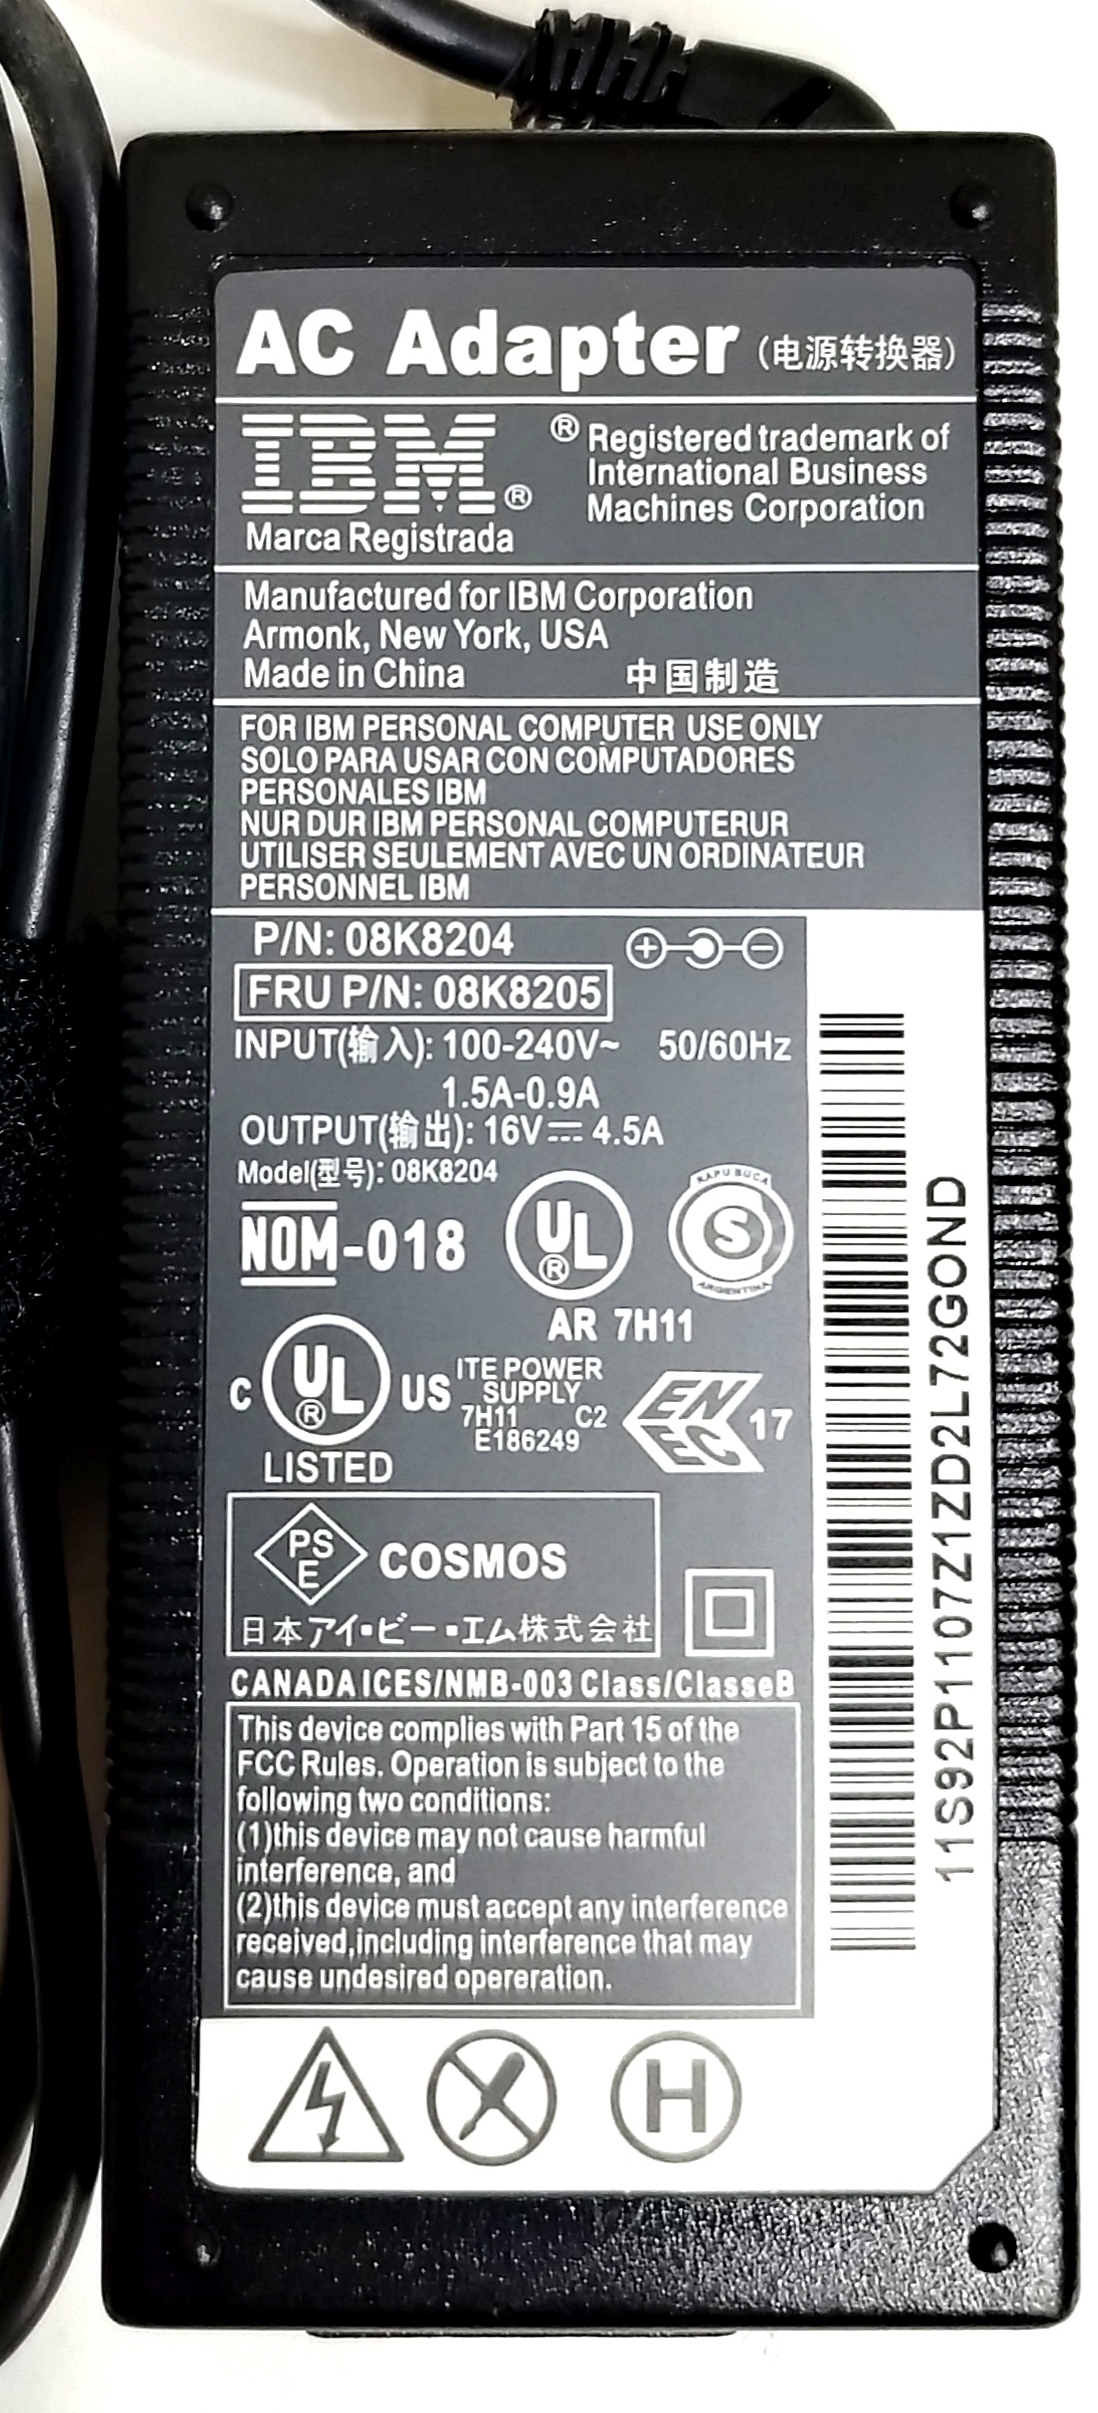 AC Adapter (电源转换器)
IBM®
Marca Registrada
® Registered trademark of
International Business
Machines Corporation
Manufactured for IBM Corporation
Armonk, New York, USA
Made in China 中国制造
FOR IBM PERSONAL COMPUTER USE ONLY
SOLO PARA USAR CON COMPUTADORES
PERSONALES IBM
NUR DUR IBM PERSONAL COMPUTERUR
UTILISER SEULEMENT AVEC UN ORDINATEUR
PERSONNEL IBM
P/N: 08K8204
FRU P/N: 08K8205
INPUT(输入): 100-240V~ 50/60Hz
1.5A-0.9A
OUTPUT(输出): 16V⎓ 4.5A
Model(型号): 08K8204
NOM-018
UL®
AR 7H11
S
ARGENTINA
C UL® US
LISTED
ITE POWER
SUPPLY
7H11 C2
E186249
EN
EC
17
PS
E
COSMOS
日本アイ・ビー・エム株式会社
CANADA ICES/NMB-003 Class/ClasseB
This device complies with Part 15 of the
FCC Rules. Operation is subject to the
following two conditions:
(1)this device may not cause harmful
interference, and
(2)this device must accept any interference
received,including interference that may
cause undesired opereration.
H
11S92P1107Z1ZD2L72GOND